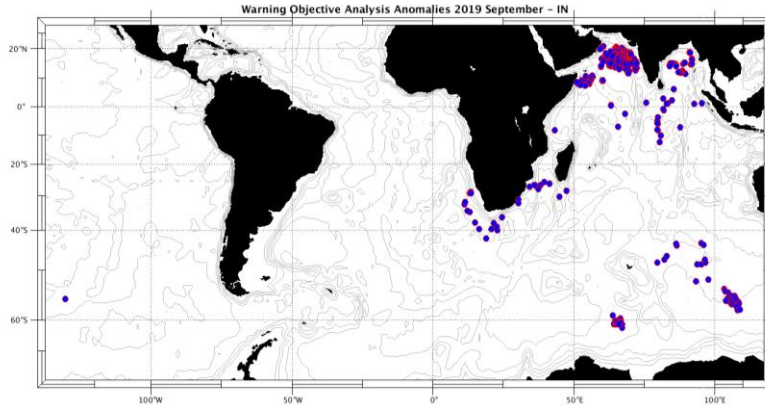 Warning Objective Analysis Anomalies 2019 September – IN
20°N
0°
20°S
40°S
60°S
100°W 50°W 0° 50°E 100°E